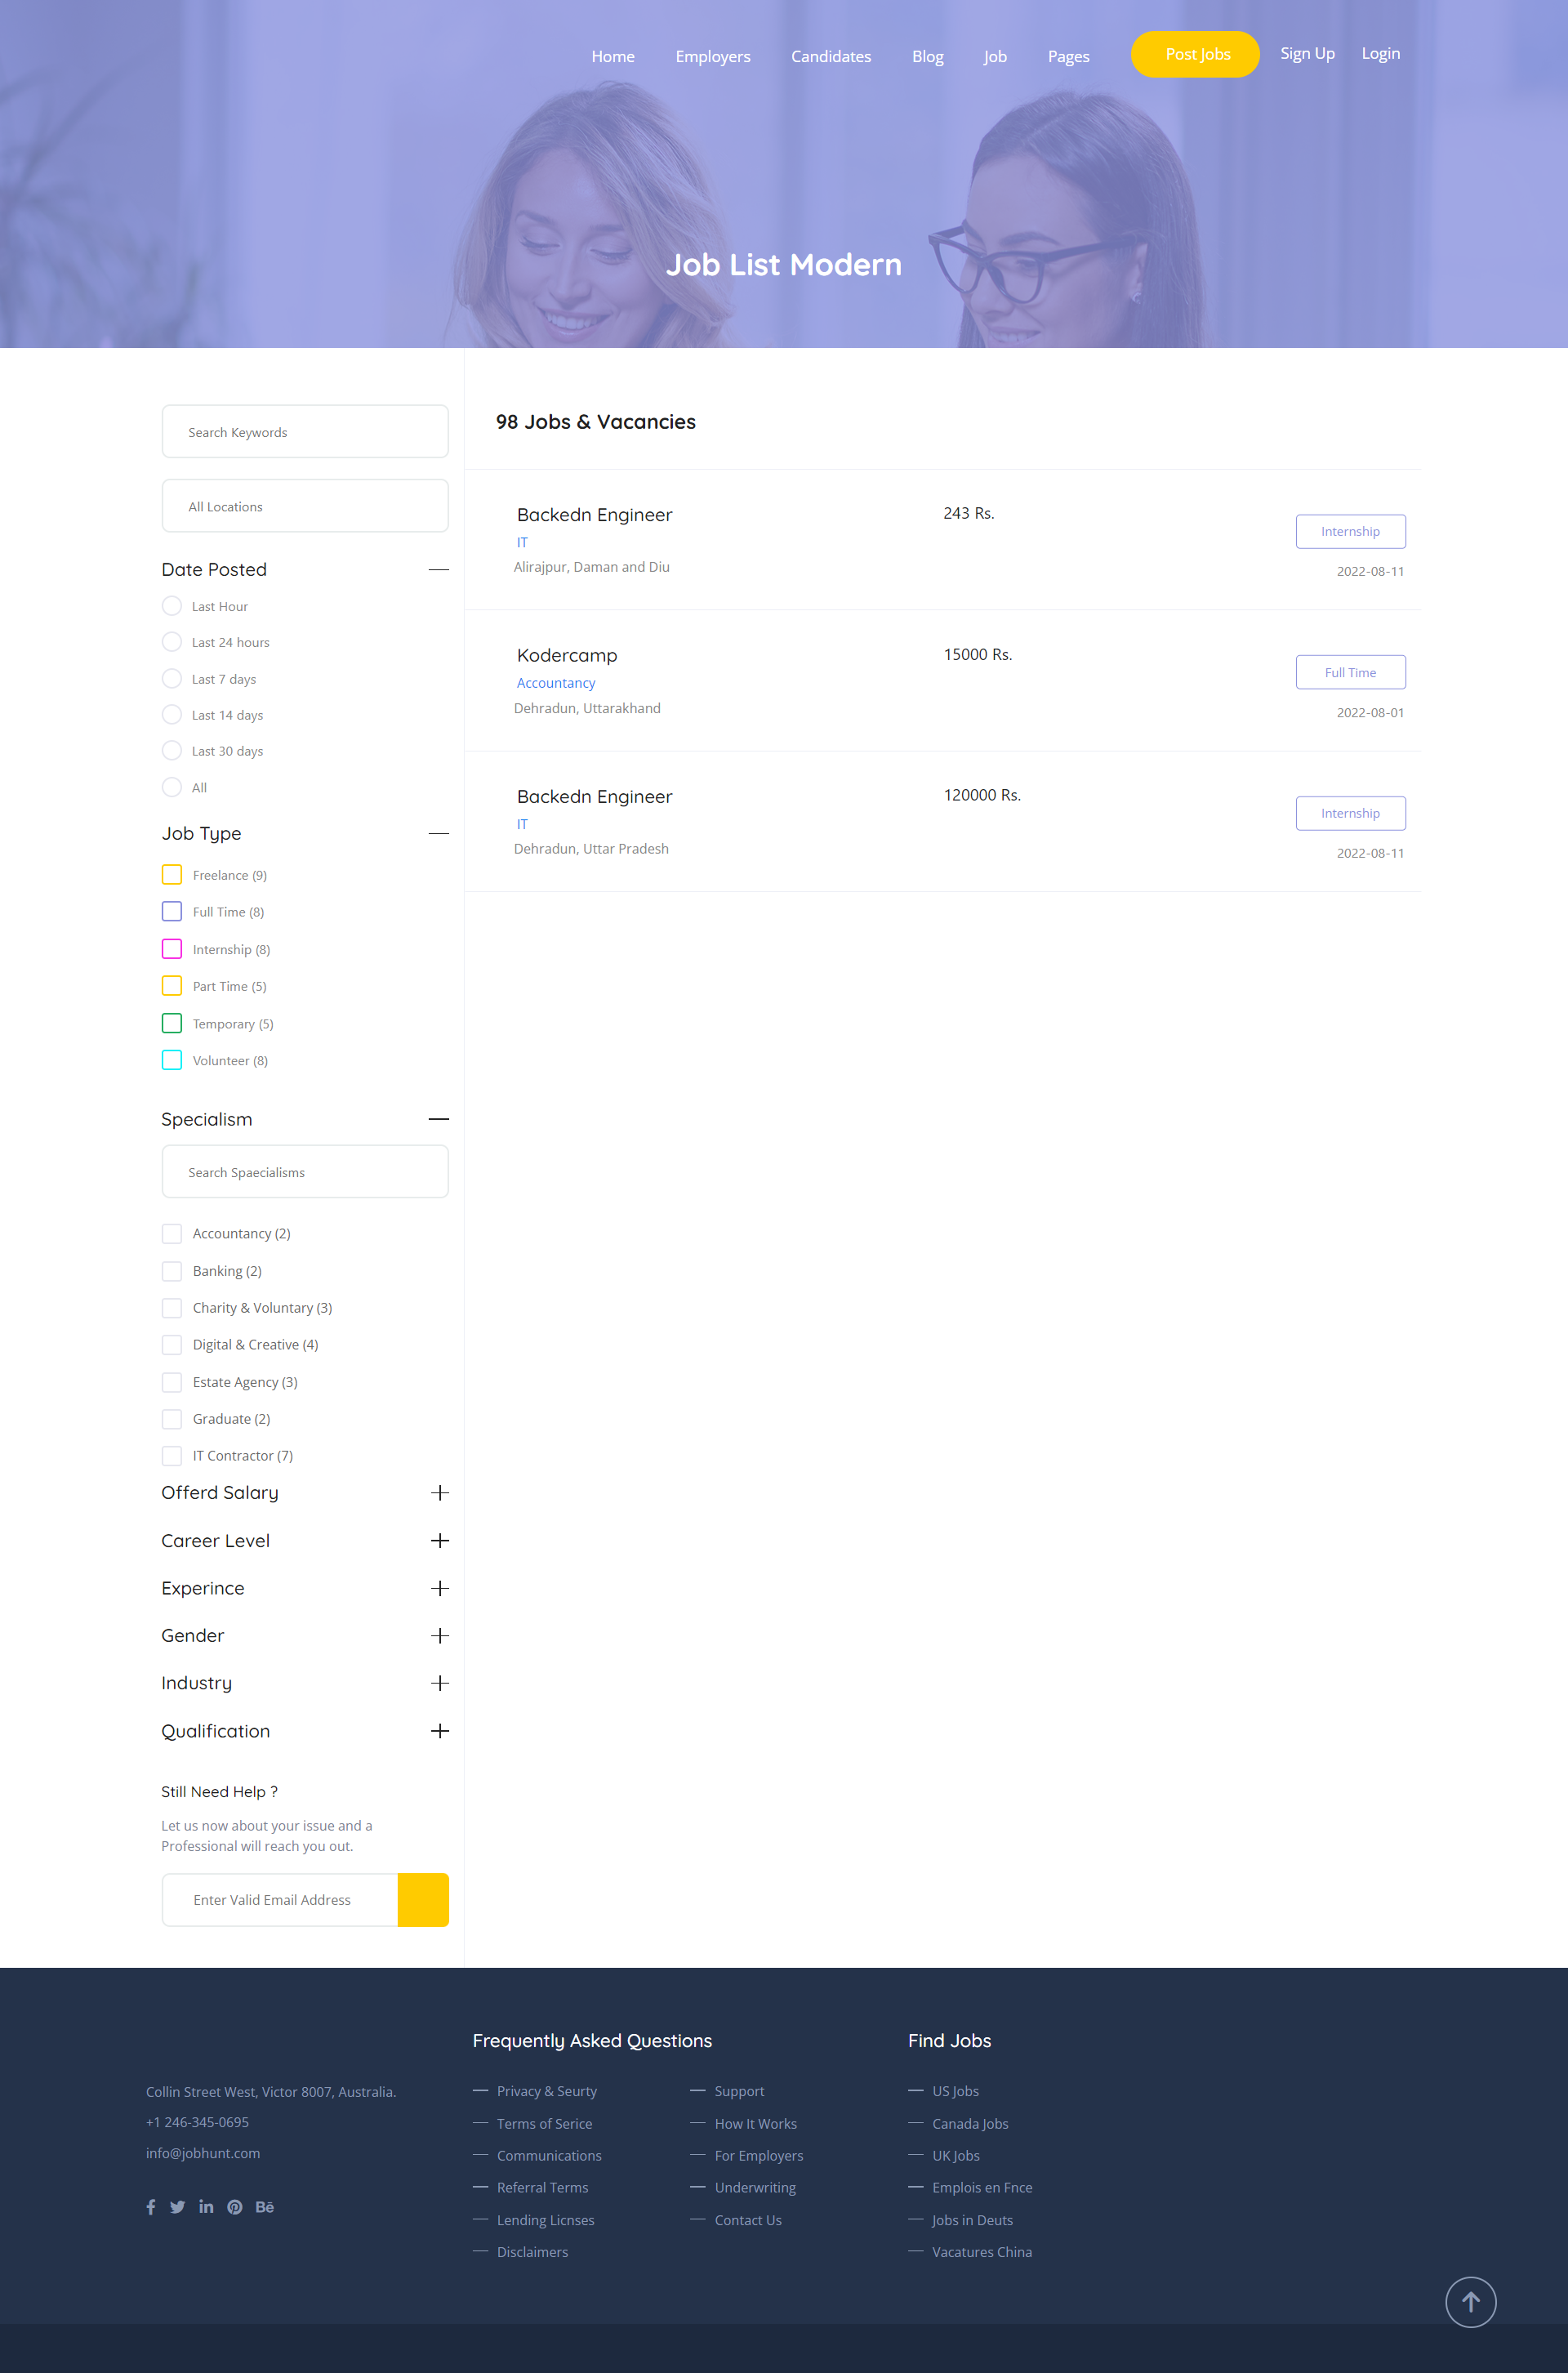 Home Employers Candidates Blog Job Pages Post Jobs Sign Up Login
Job List Modern
Search Keywords
All Locations
Date Posted
Last Hour
Last 24 hours
Last 7 days
Last 14 days
Last 30 days
All
Job Type
Freelance (9)
Full Time (8)
Internship (8)
Part Time (5)
Temporary (5)
Volunteer (8)
Specialism
Search Spaecialisms
Accountancy (2)
Banking (2)
Charity & Voluntary (3)
Digital & Creative (4)
Estate Agency (3)
Graduate (2)
IT Contractor (7)
Offerd Salary
Career Level
Experince
Gender
Industry
Qualification
Still Need Help ?
Let us now about your issue and a
Professional will reach you out.
Enter Valid Email Address
98 Jobs & Vacancies
Backedn Engineer
IT
Alirajpur, Daman and Diu
243 Rs.
Internship
2022-08-11
Kodercamp
Accountancy
Dehradun, Uttarakhand
15000 Rs.
Full Time
2022-08-01
Backedn Engineer
IT
Dehradun, Uttar Pradesh
120000 Rs.
Internship
2022-08-11
Collin Street West, Victor 8007, Australia.
+1 246-345-0695
info@jobhunt.com
Frequently Asked Questions
Privacy & Seurty
Terms of Serice
Communications
Referral Terms
Lending Licnses
Disclaimers
Support
How It Works
For Employers
Underwriting
Contact Us
Find Jobs
US Jobs
Canada Jobs
UK Jobs
Emplois en Fnce
Jobs in Deuts
Vacatures China